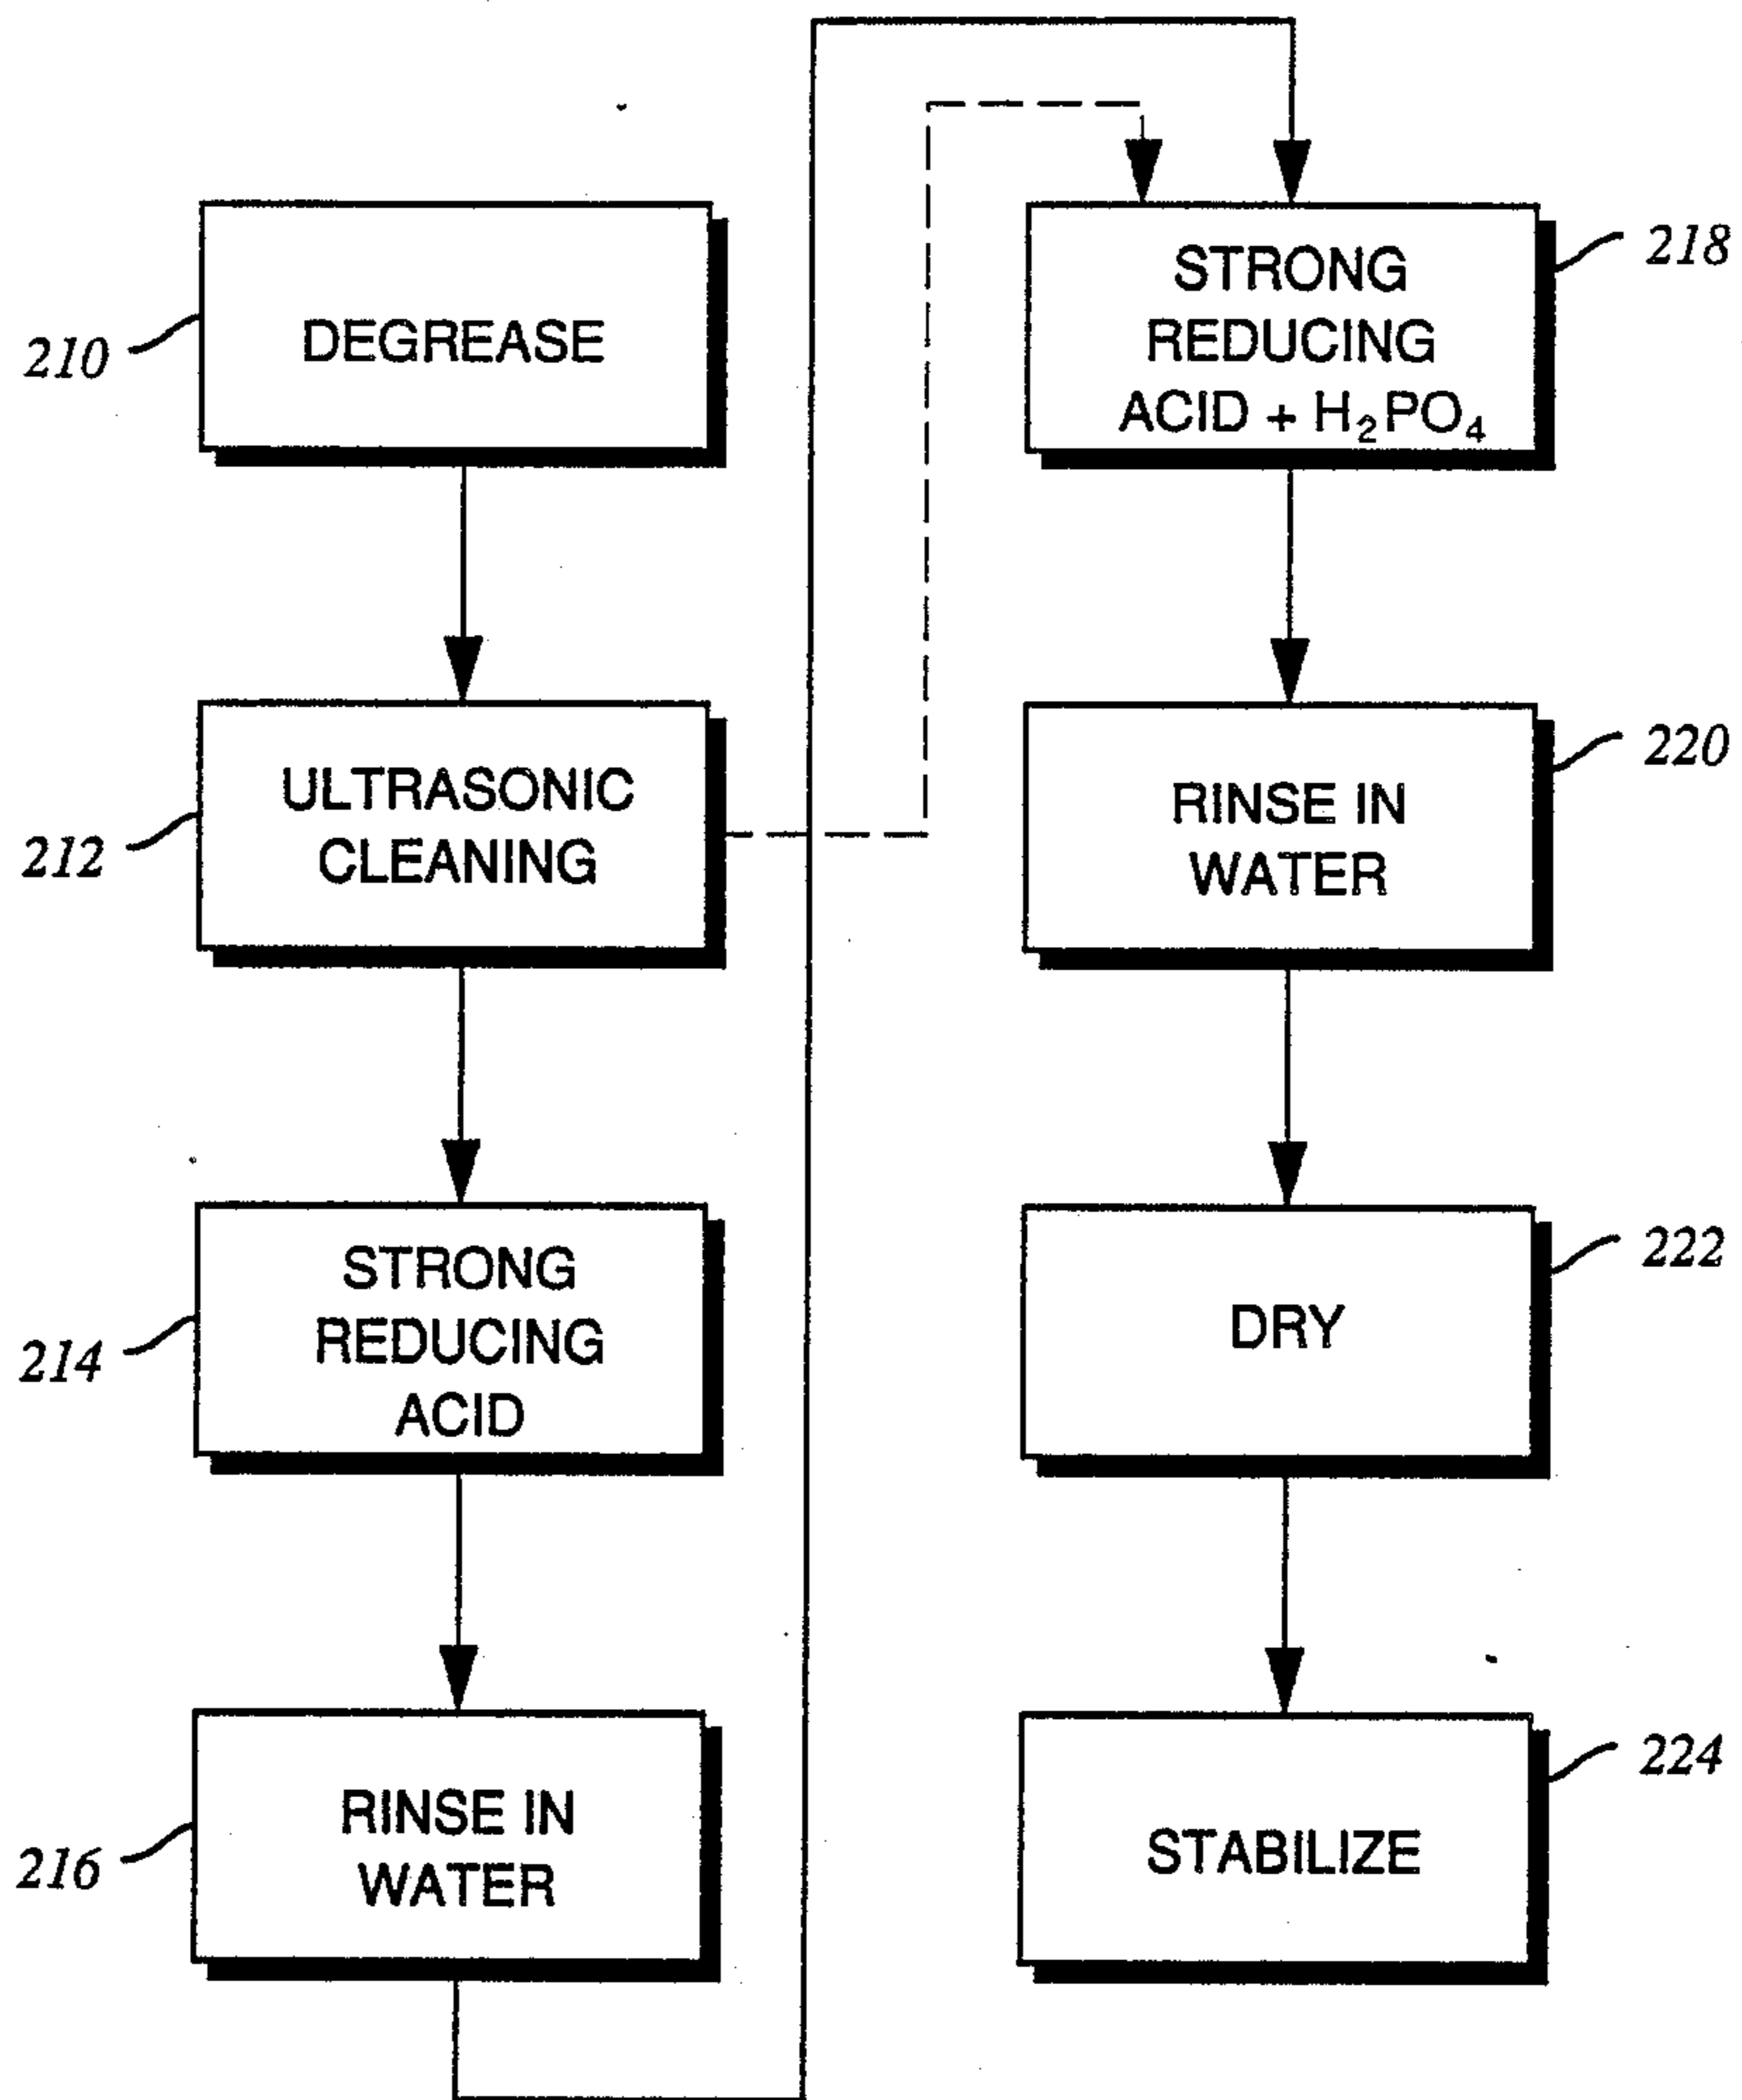 210
DEGREASE
212
ULTRASONIC
CLEANING
214
STRONG
REDUCING
ACID
216
RINSE IN
WATER
218
STRONG
REDUCING
ACID + H₂PO₄
220
RINSE IN
WATER
222
DRY
224
STABILIZE